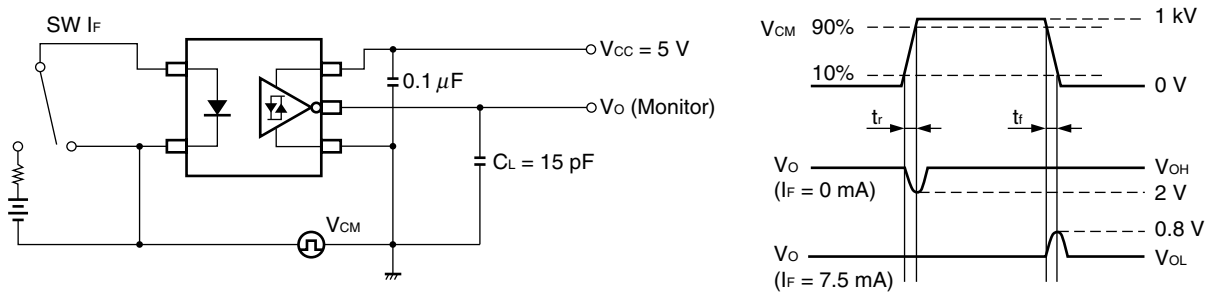 SW IF
VCC = 5 V
0.1 μF
VO (Monitor)
CL = 15 pF
VCM
VCM 90%
1 kV
10%
0 V
tr
tf
VO
(IF = 0 mA)
VOH
2 V
0.8 V
VO
(IF = 7.5 mA)
VOL